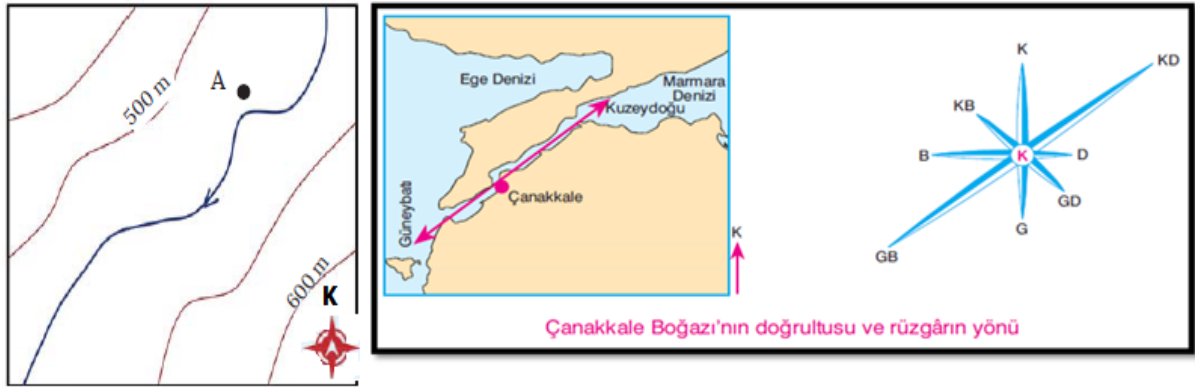 A
500 m
600 m
K
Ege Denizi
Marmara
Denizi
Kuzeydoğu
Çanakkale
Güneybatı
K
K
KD
KB
B
K
D
GD
G
GB
Çanakkale Boğazı'nın doğrultusu ve rüzgârın yönü